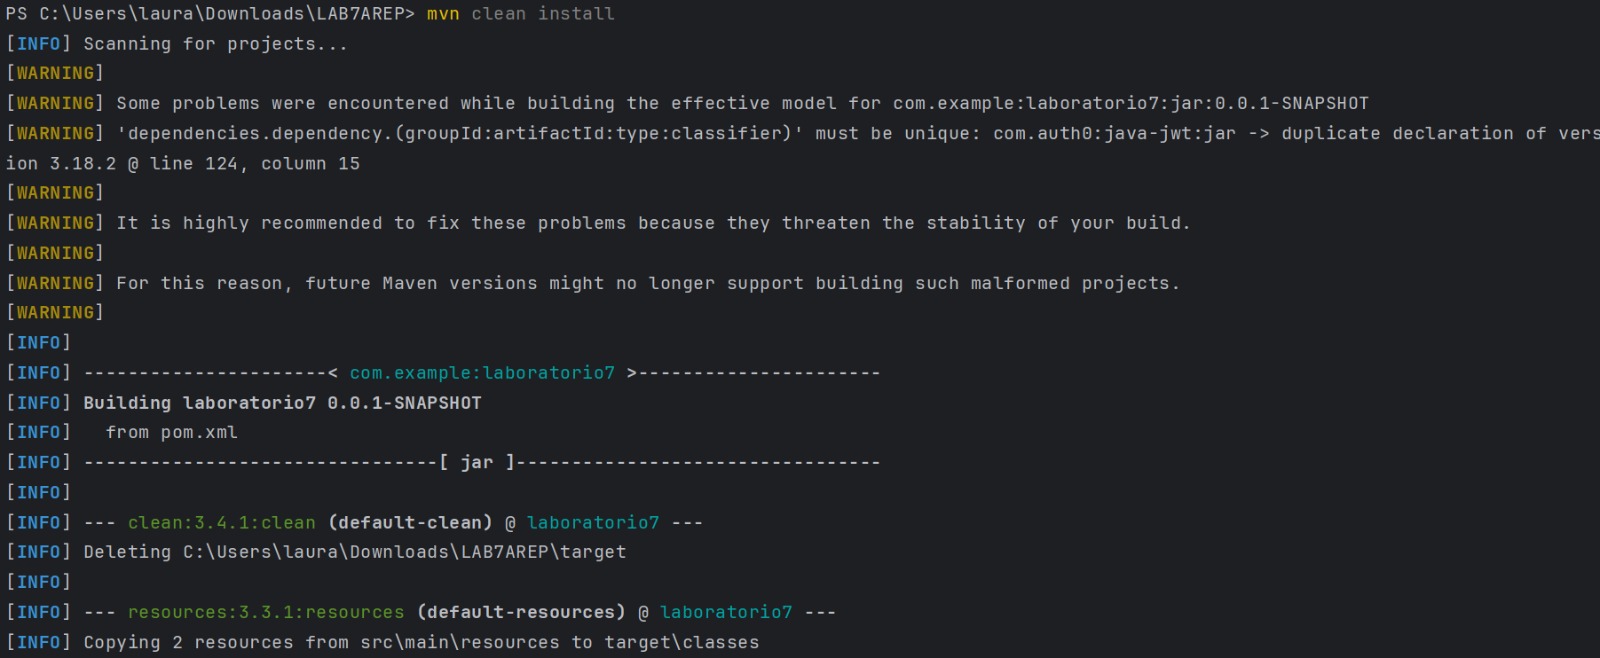 PS C:\Users\laura\Downloads\LAB7AREP> mvn clean install
[INFO] Scanning for projects...
[WARNING]
[WARNING] Some problems were encountered while building the effective model for com.example:laboratorio7:jar:0.0.1-SNAPSHOT
[WARNING] 'dependencies.dependency.(groupId:artifactId:type:classifier)' must be unique: com.auth0:java-jwt:jar -> duplicate declaration of vers
ion 3.18.2 @ line 124, column 15
[WARNING]
[WARNING] It is highly recommended to fix these problems because they threaten the stability of your build.
[WARNING]
[WARNING] For this reason, future Maven versions might no longer support building such malformed projects.
[WARNING]
[INFO]
[INFO] ----------------------< com.example:laboratorio7 >----------------------
[INFO] Building laboratorio7 0.0.1-SNAPSHOT
[INFO]   from pom.xml
[INFO] --------------------------------[ jar ]---------------------------------
[INFO]
[INFO] --- clean:3.4.1:clean (default-clean) @ laboratorio7 ---
[INFO] Deleting C:\Users\laura\Downloads\LAB7AREP\target
[INFO]
[INFO] --- resources:3.3.1:resources (default-resources) @ laboratorio7 ---
[INFO] Copying 2 resources from src\main\resources to target\classes